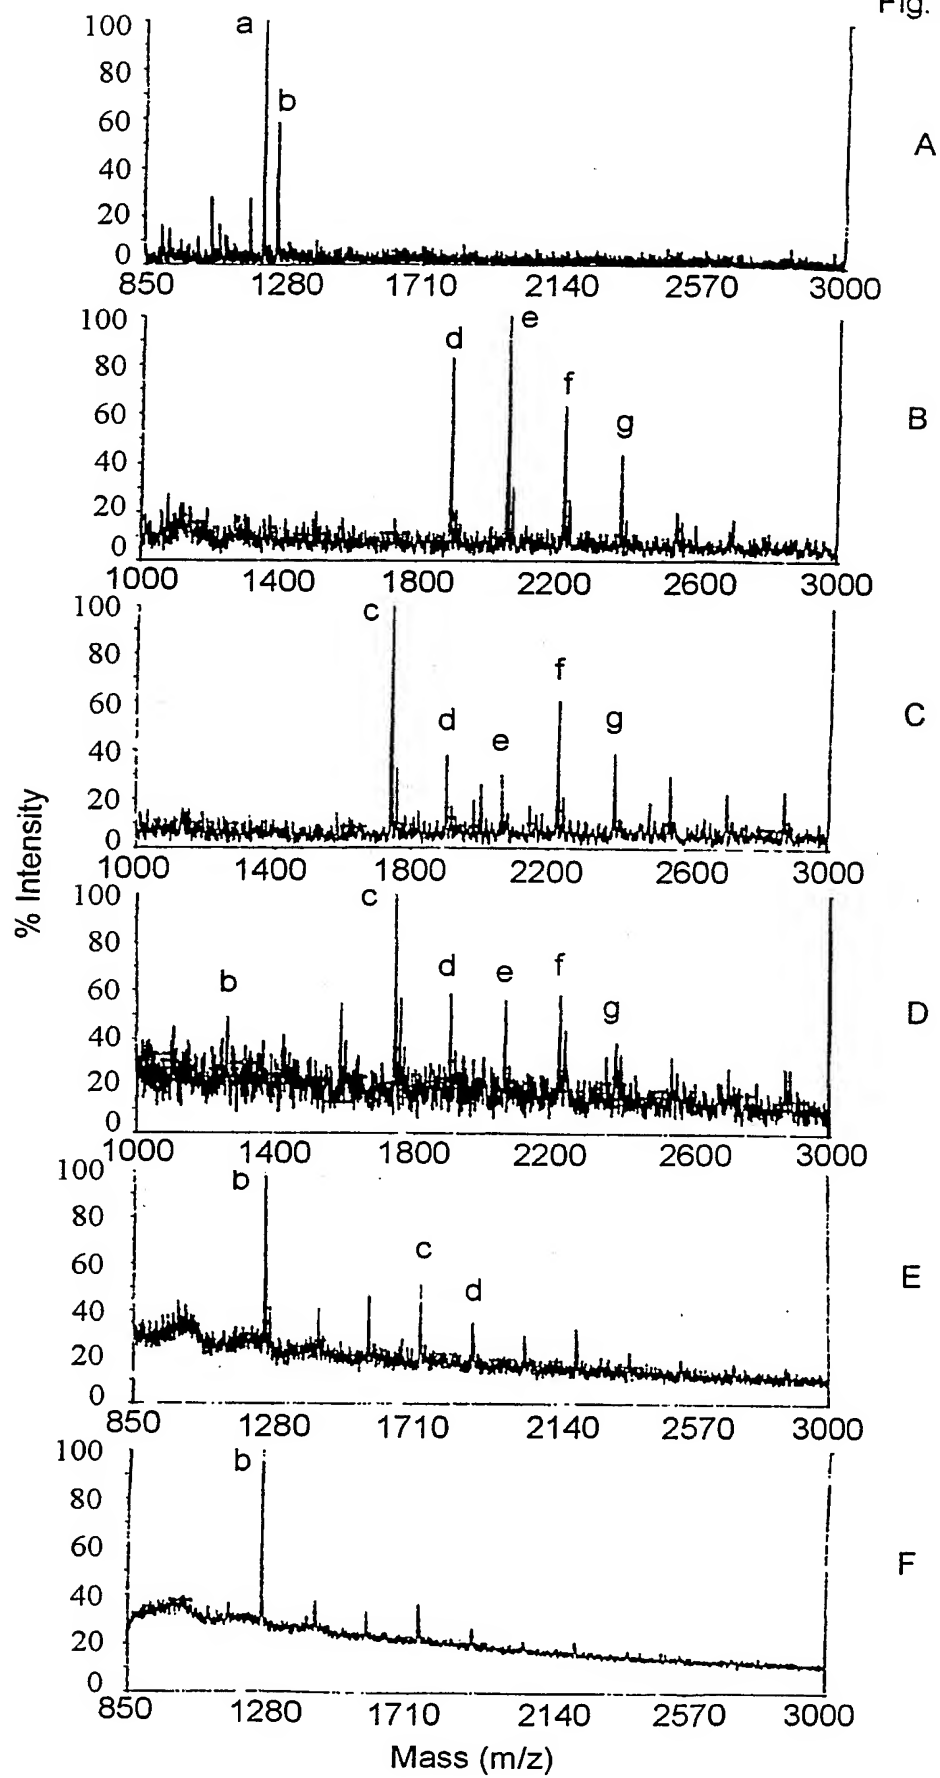 Fig.
100 a
80
b
60
A
40
20
0
850 1280 1710 2140 2570 3000
100 e
d
80
f
60
g
B
40
20
0
1000 1400 1800 2200 2600 3000
100 c
80
f
60
d e g
C
40
20
0
1000 1400 1800 2200 2600 3000
% Intensity
100 c
80
b d e f
60
g
D
40
20
0
1000 1400 1800 2200 2600 3000
100 b
80
60 c
d
E
40
20
0
850 1280 1710 2140 2570 3000
100 b
80
60
F
40
20
0
850 1280 1710 2140 2570 3000
Mass (m/z)